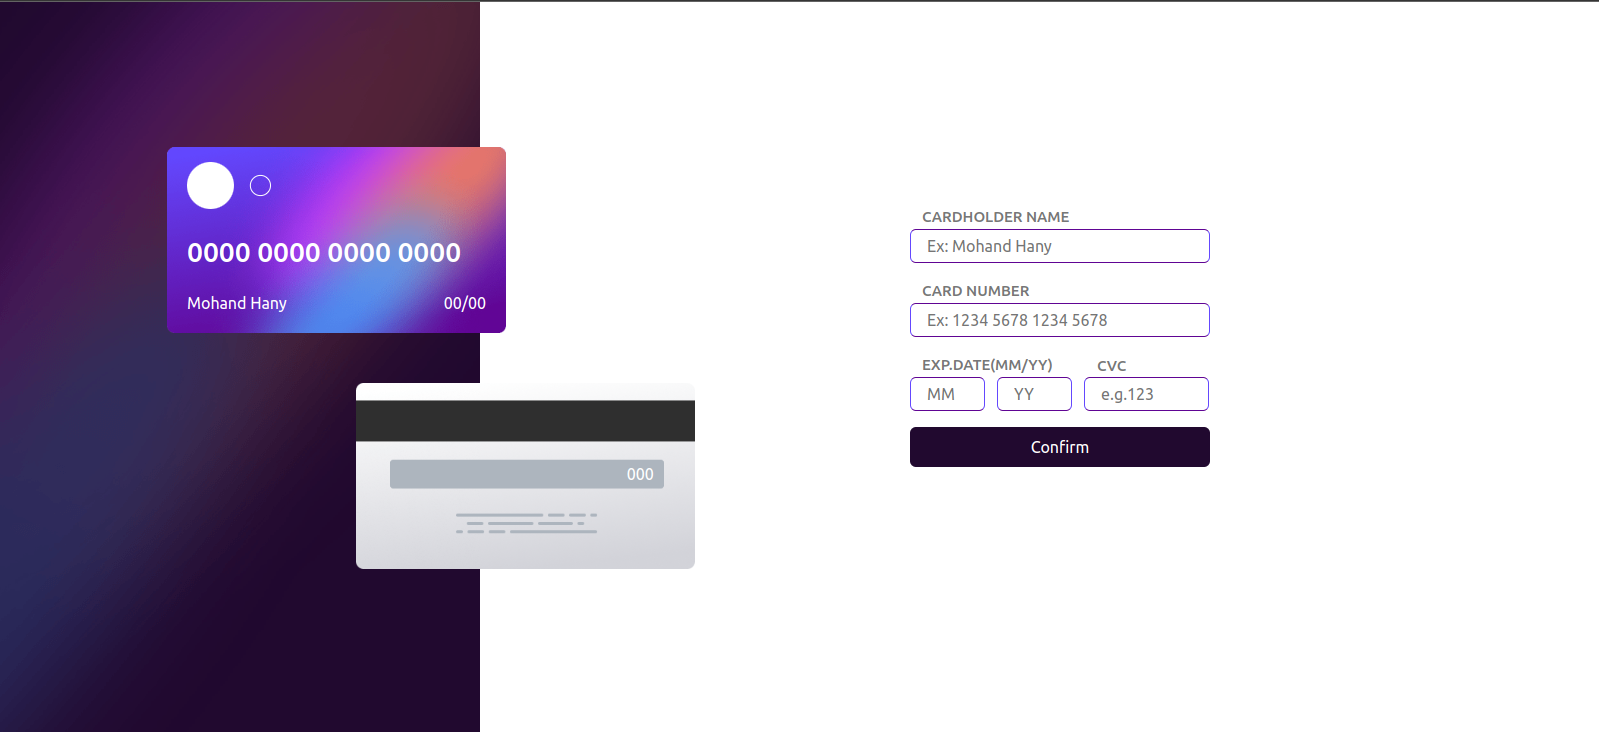 0000 0000 0000 0000
Mohand Hany 00/00
000
CARDHOLDER NAME
Ex: Mohand Hany
CARD NUMBER
Ex: 1234 5678 1234 5678
EXP.DATE(MM/YY) CVC
MM YY e.g.123
Confirm